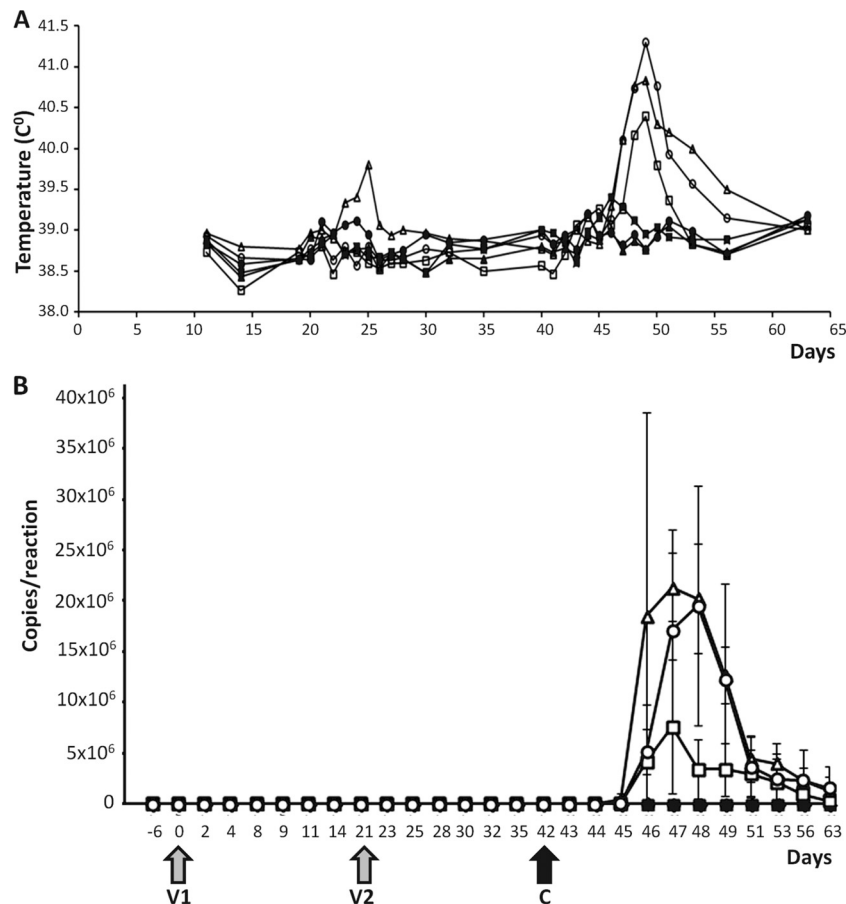 A
41.5
41.0
40.5
40.0
39.5
39.0
38.5
38.0
Temperature (C⁰)
0 5 10 15 20 25 30 35 40 45 50 55 60 65
Days
B
40x10⁶
35x10⁶
30x10⁶
25x10⁶
20x10⁶
15x10⁶
10x10⁶
5x10⁶
0
Copies/reaction
-6 0 2 4 8 9 11 14 21 23 25 28 30 32 35 42 43 44 45 46 47 48 49 51 53 56 63
Days
V1 V2 C